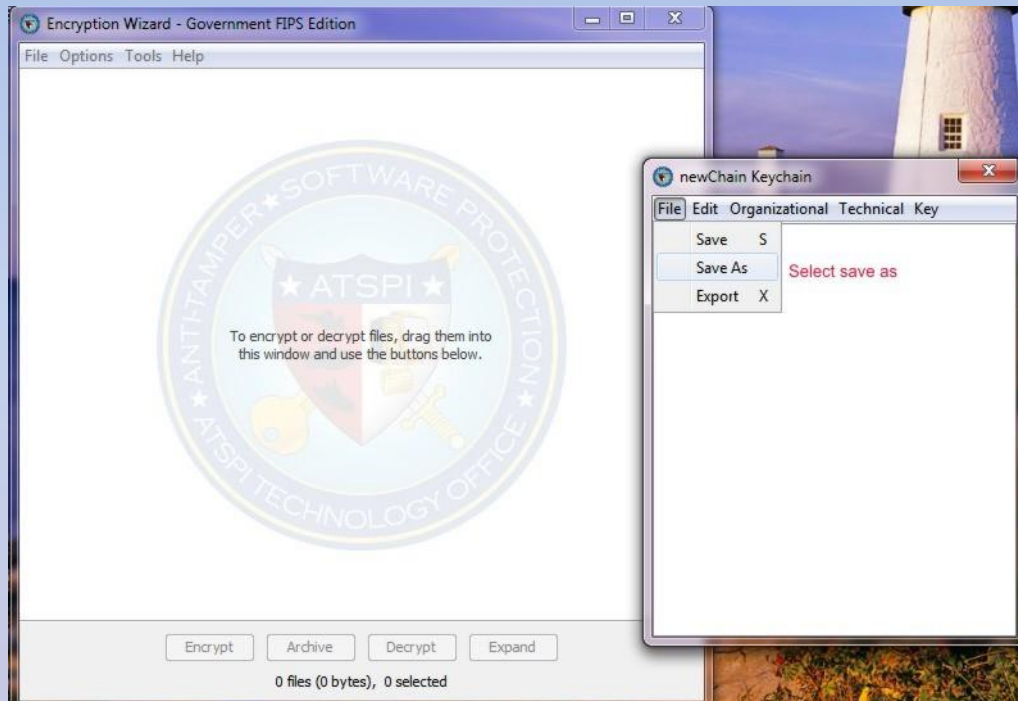 Encryption Wizard - Government FIPS Edition
File Options Tools Help
ANTI-TAMPER★SOFTWARE PROTECTION
★ ATSPI ★
To encrypt or decrypt files, drag them into
this window and use the buttons below.
★ ATSPI TECHNOLOGY OFFICE ★
Encrypt Archive Decrypt Expand
0 files (0 bytes), 0 selected
newChain Keychain
File Edit Organizational Technical Key
Save S
Save As
Select save as
Export X